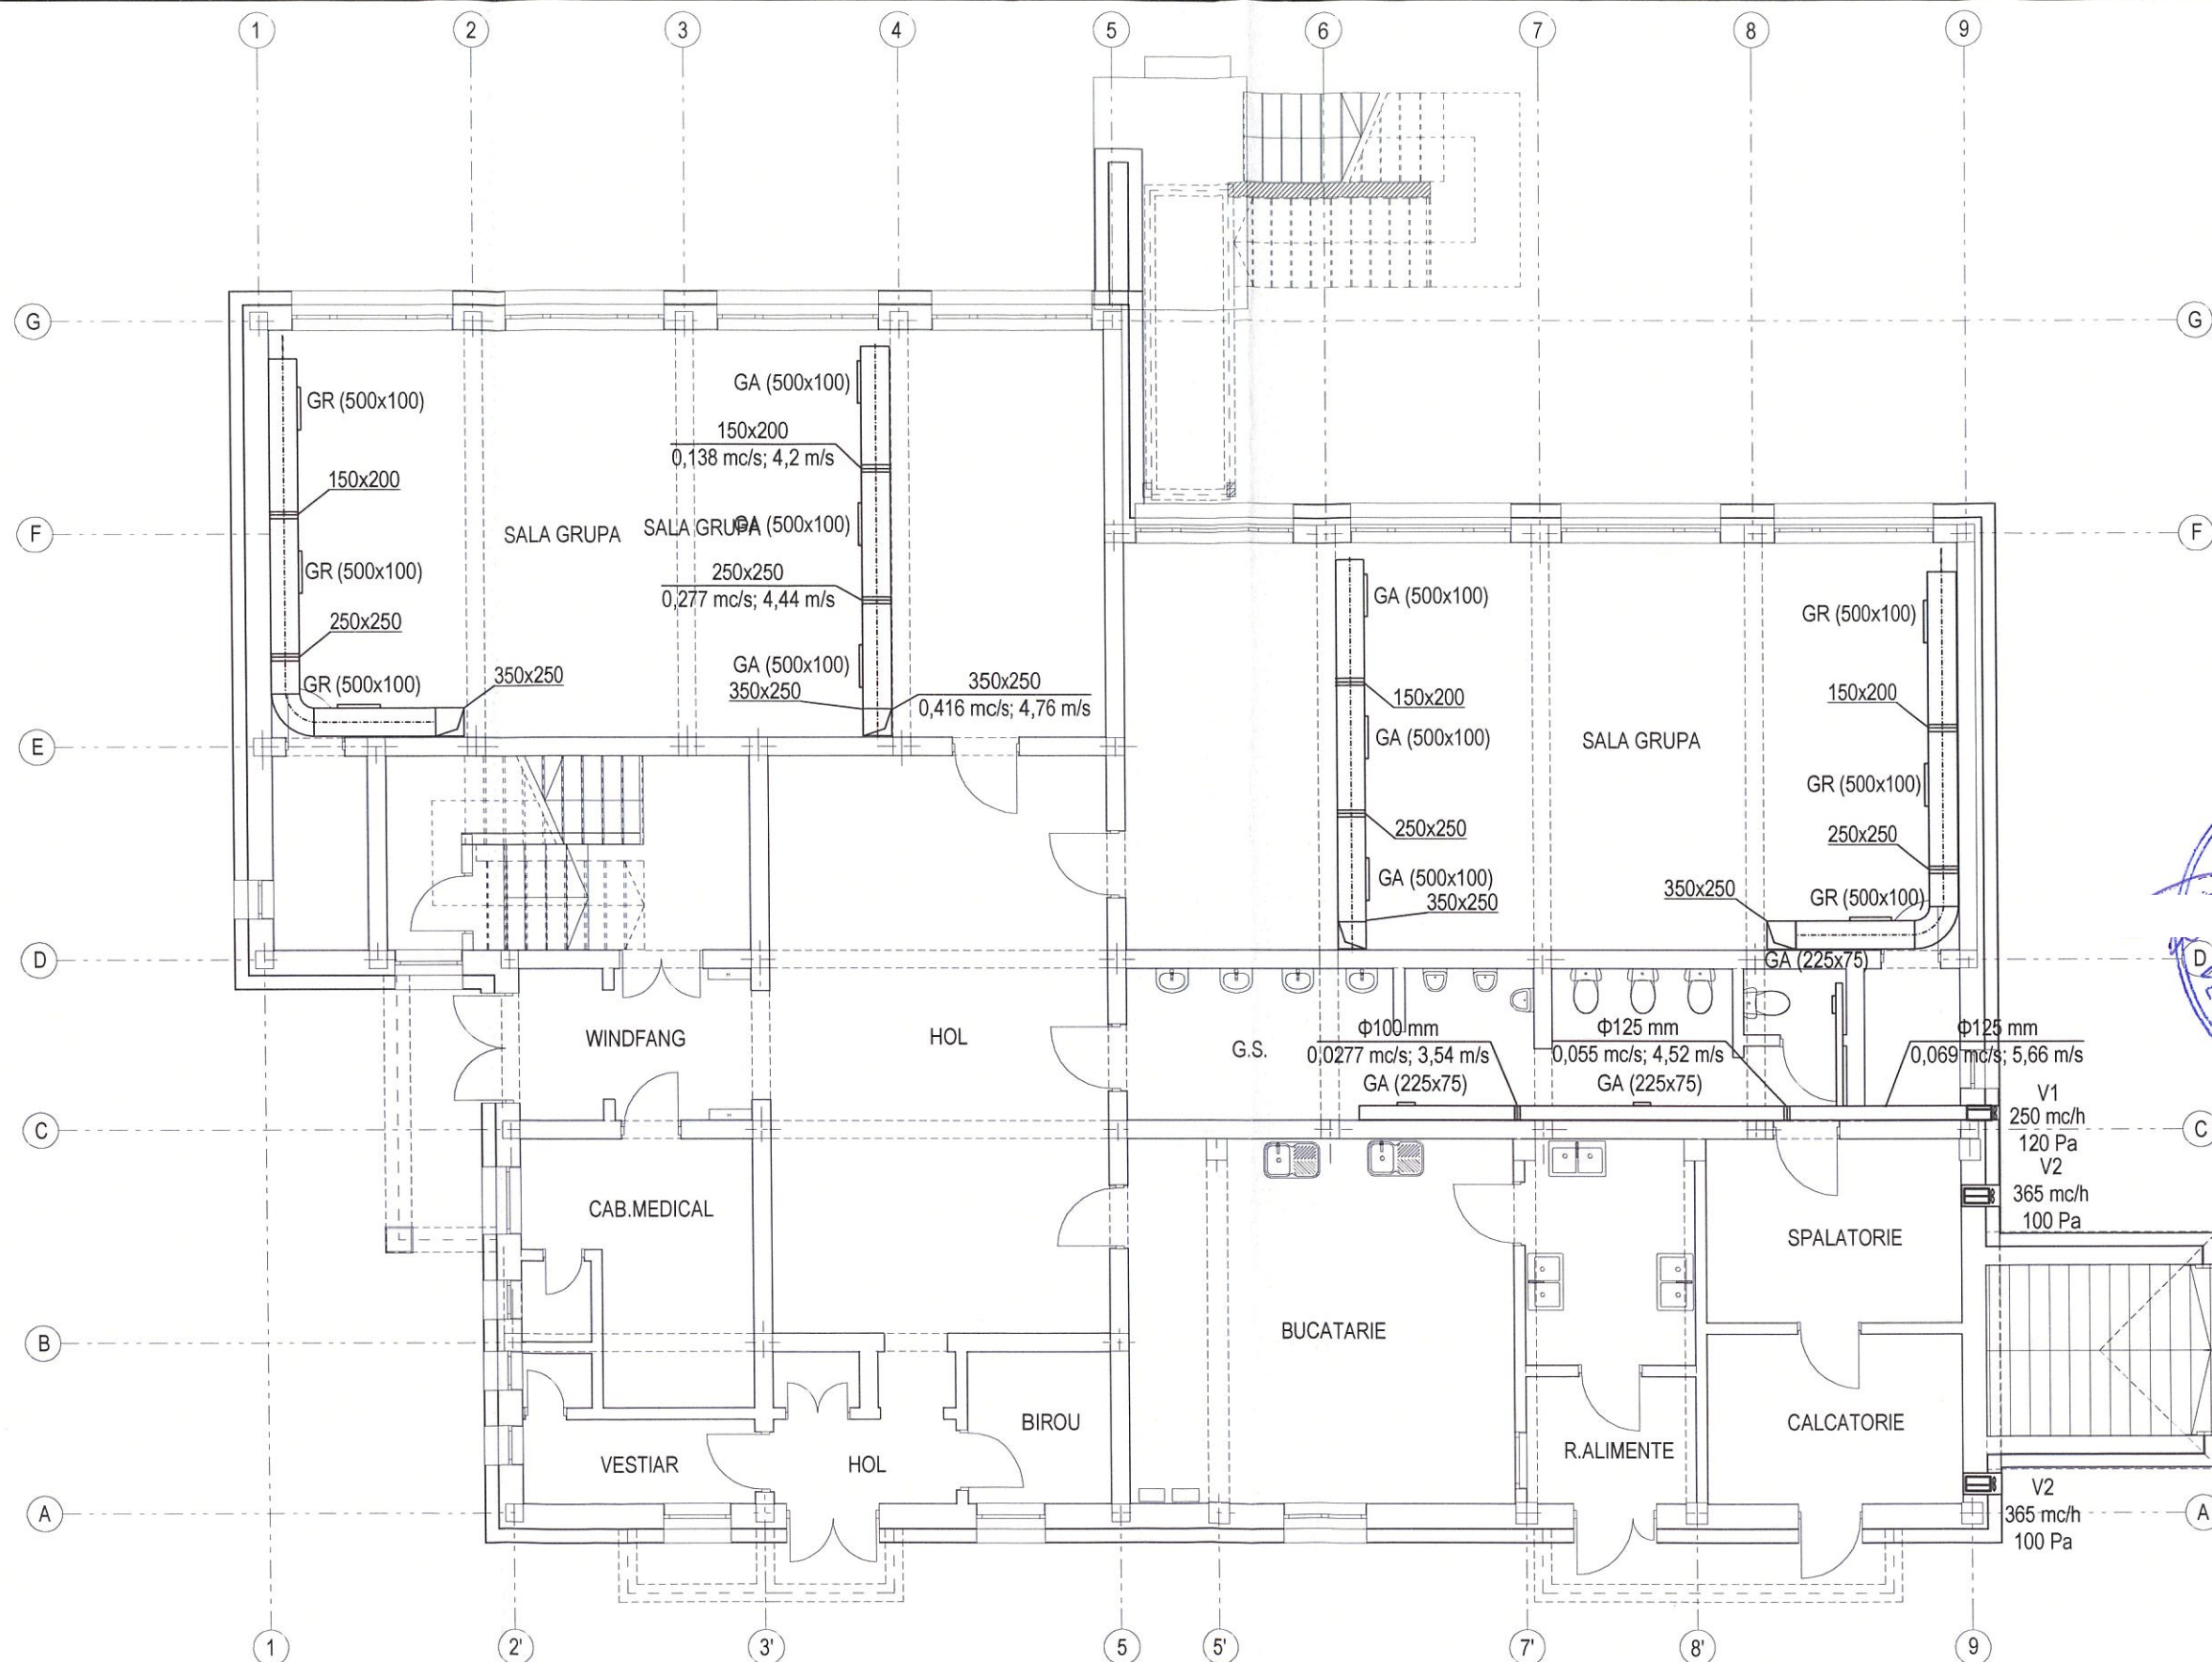 1 2 3 4 5 6 7 8 9
G G
GR (500x100)
GA (500x100)
150x200
0,138 mc/s; 4,2 m/s
150x200
F F
SALA GRUPA
SALA GRUPA
GA (500x100)
250x250
0,277 mc/s; 4,44 m/s
GR (500x100)
250x250
GR (500x100)
350x250
GA (500x100)
350x250
350x250
0,416 mc/s; 4,76 m/s
GA (500x100)
GR (500x100)
150x200
150x200
E
GA (500x100)
SALA GRUPA
GR (500x100)
250x250
250x250
GA (500x100)
350x250
350x250
GR (500x100)
D D
GA (225x75)
WINDFANG
HOL
G.S.
Φ100 mm
0,0277 mc/s; 3,54 m/s
GA (225x75)
Φ125 mm
0,055 mc/s; 4,52 m/s
GA (225x75)
Φ125 mm
0,069 mc/s; 5,66 m/s
V1
250 mc/h
120 Pa
C C
V2
365 mc/h
100 Pa
CAB.MEDICAL
SPALATORIE
B
BUCATARIE
BIROU
CALCATORIE
VESTIAR
HOL
R.ALIMENTE
A A
V2
365 mc/h
100 Pa
1 2' 3' 5 5' 7' 8' 9